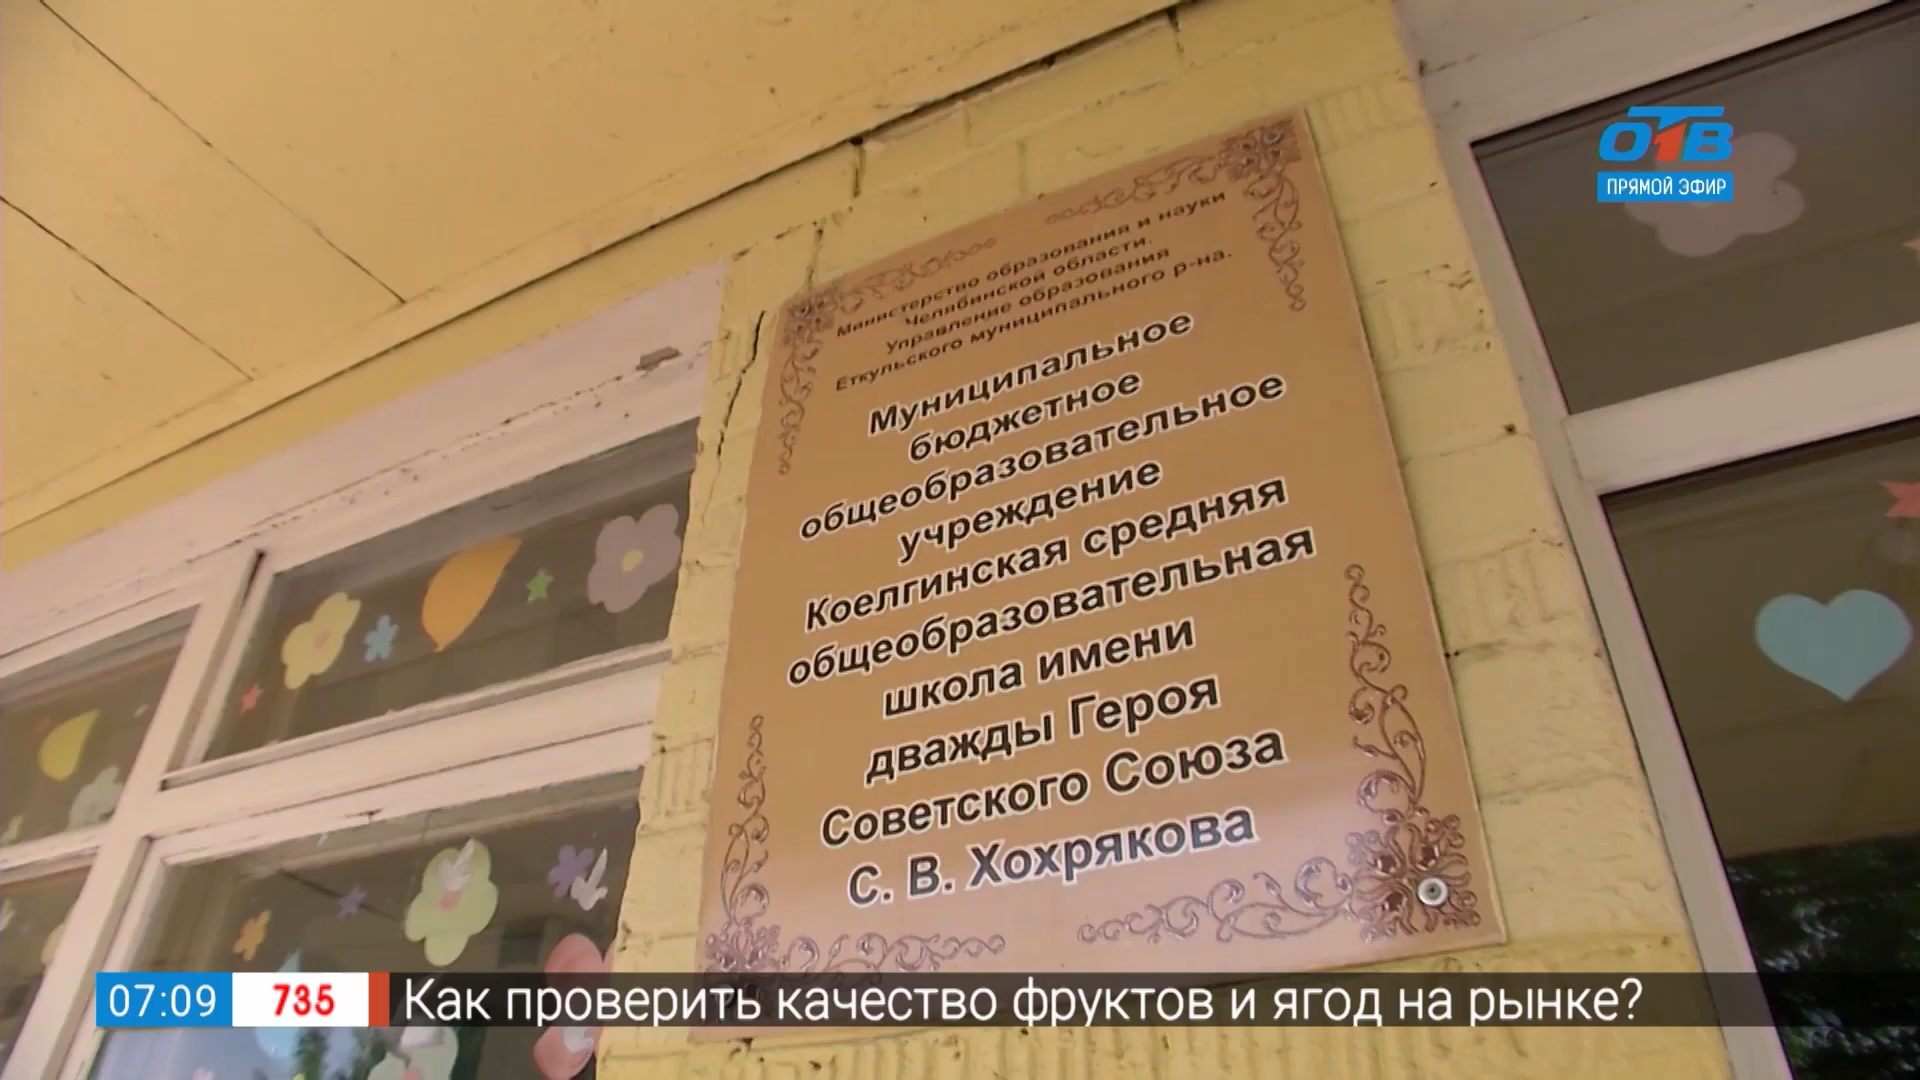 ОТВ
ПРЯМОЙ ЭФИР
Министерство образования и науки
Челябинской области.
Управление образования
Еткульского муниципального р-на.
Муниципальное
бюджетное
общеобразовательное
учреждение
Коелгинская средняя
общеобразовательная
школа имени
дважды Героя
Советского Союза
С. В. Хохрякова
07:09 735 Как проверить качество фруктов и ягод на рынке?